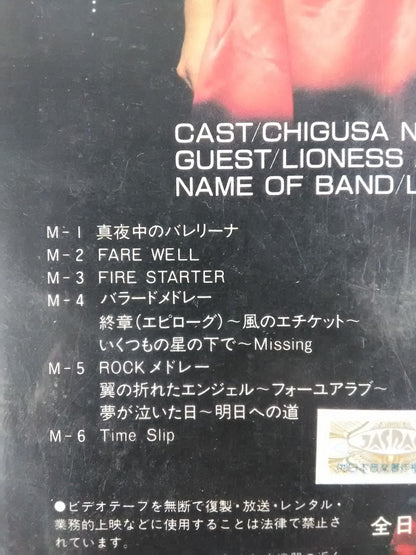 CAST/CHIGUSA N
GUEST/LIONESS
NAME OF BAND/L
M-1 真夜中のバレリーナ
M-2 FARE WELL
M-3 FIRE STARTER
M-4 バラードメドレー
終章(エピローグ)～風のエチケット～
いくつもの星の下で～Missing
M-5 ROCKメドレー
翼の折れたエンジェル～フォーユアラブ～
夢が泣いた日～明日への道
M-6 Time Slip
JASRAC
●ビデオテープを無断で複製・放送・レンタル・
業務的上映などに使用することは法律で禁止さ
れています。
全日